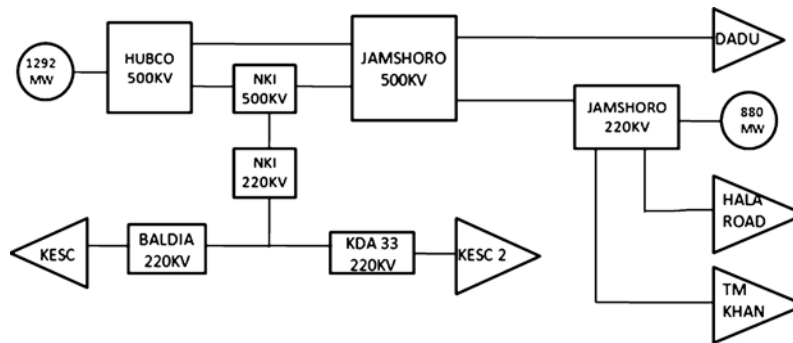 1292
MW
HUBCO
500KV
NKI
500KV
JAMSHORO
500KV
DADU
JAMSHORO
220KV
880
MW
NKI
220KV
HALA
ROAD
KESC
BALDIA
220KV
KDA 33
220KV
KESC 2
TM
KHAN